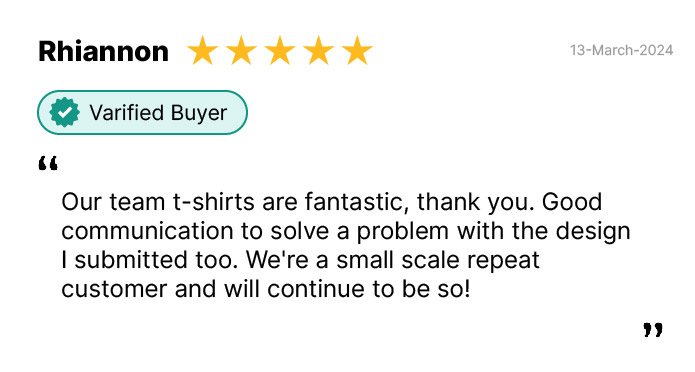 Rhiannon
13-March-2024
Varified Buyer
“
Our team t-shirts are fantastic, thank you. Good
communication to solve a problem with the design
I submitted too. We're a small scale repeat
customer and will continue to be so!
”